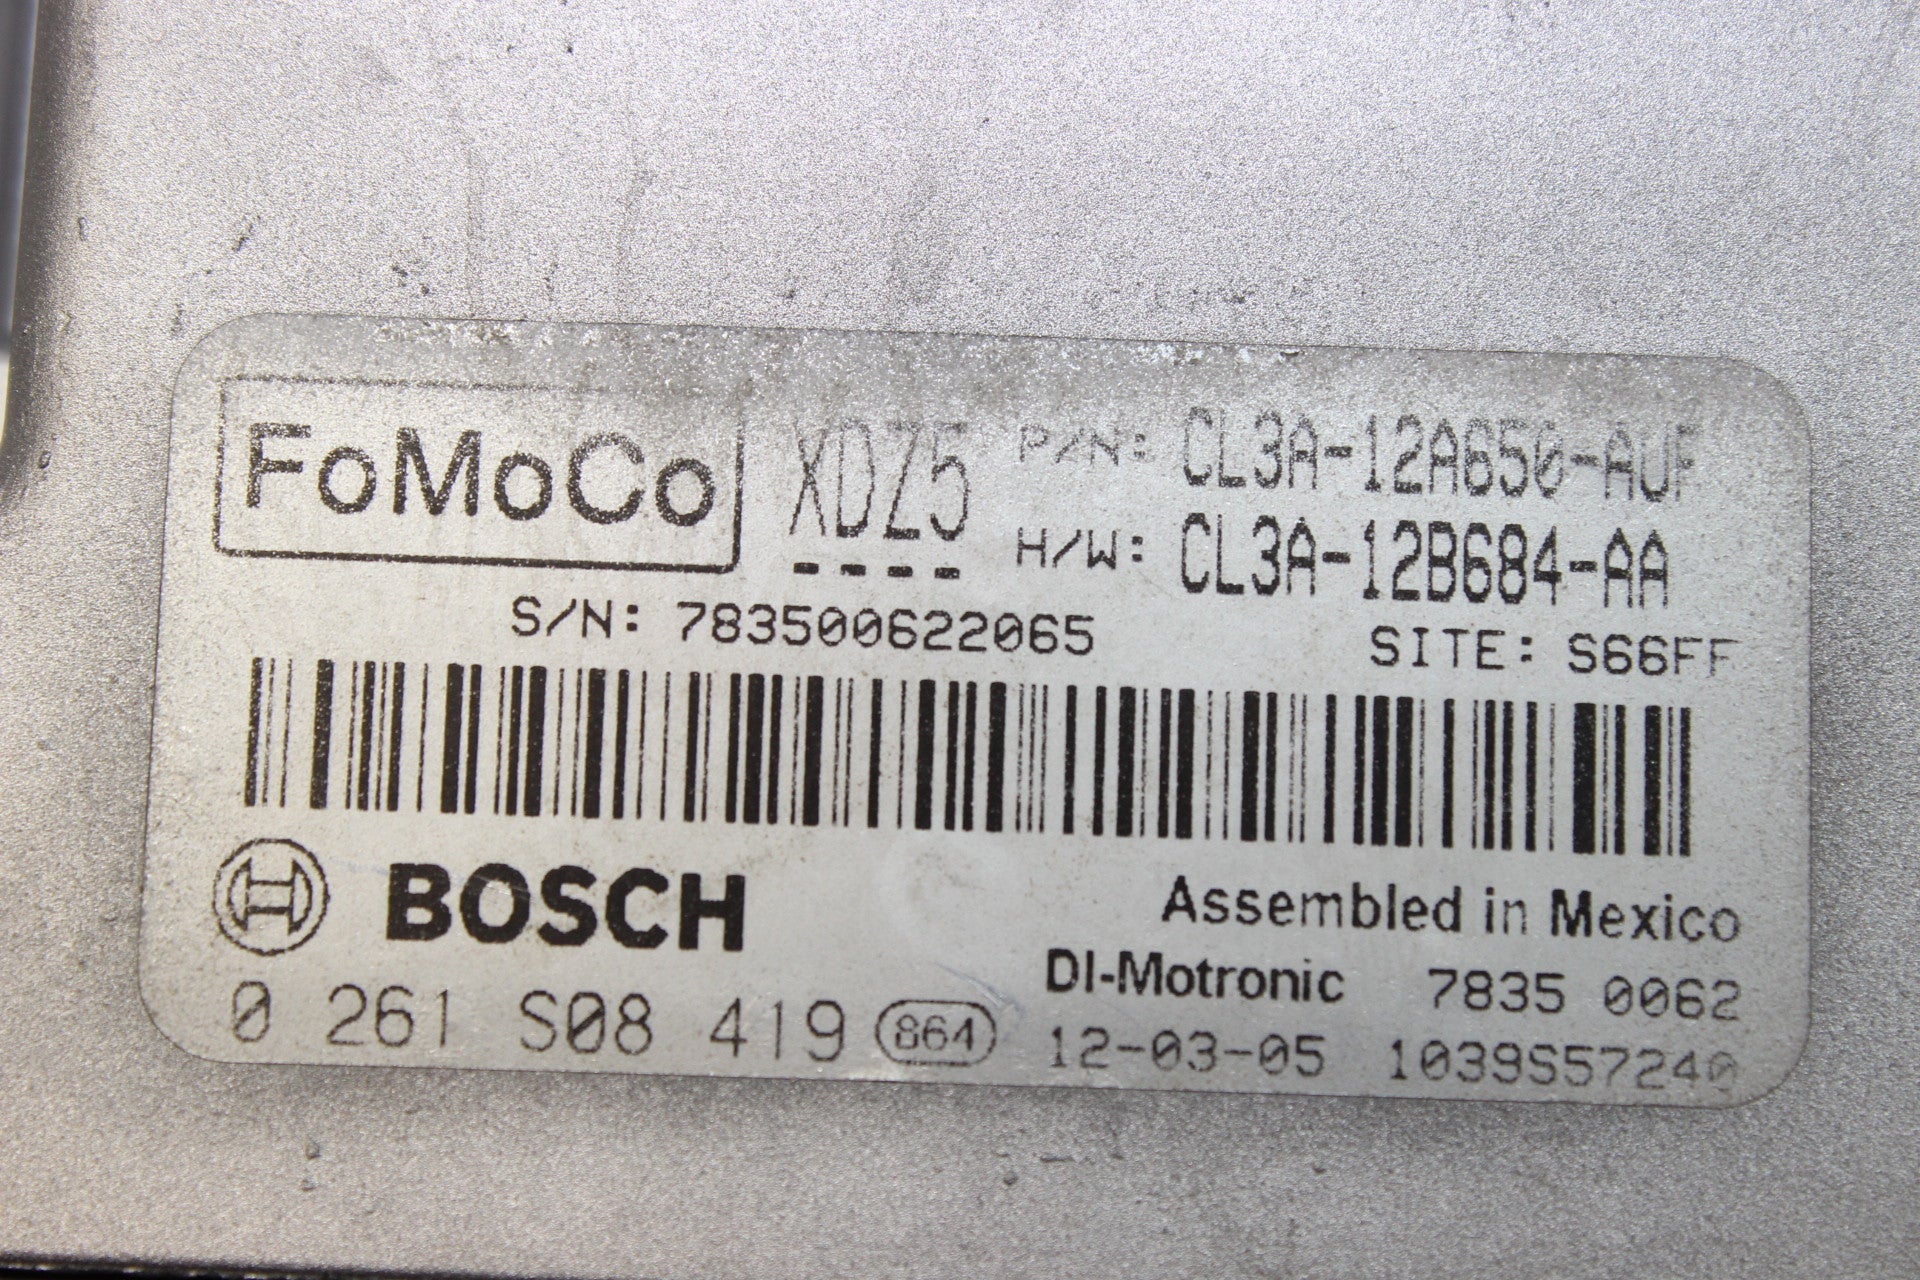 FoMoCo XDZ5 P/N: CL3A-12A650-AUF
---- H/W: CL3A-12B684-AA
S/N: 783500622065 SITE: S66FF
BOSCH Assembled in Mexico
DI-Motronic 7835 0062
0 261 S08 419 864 12-03-05 1039S57240